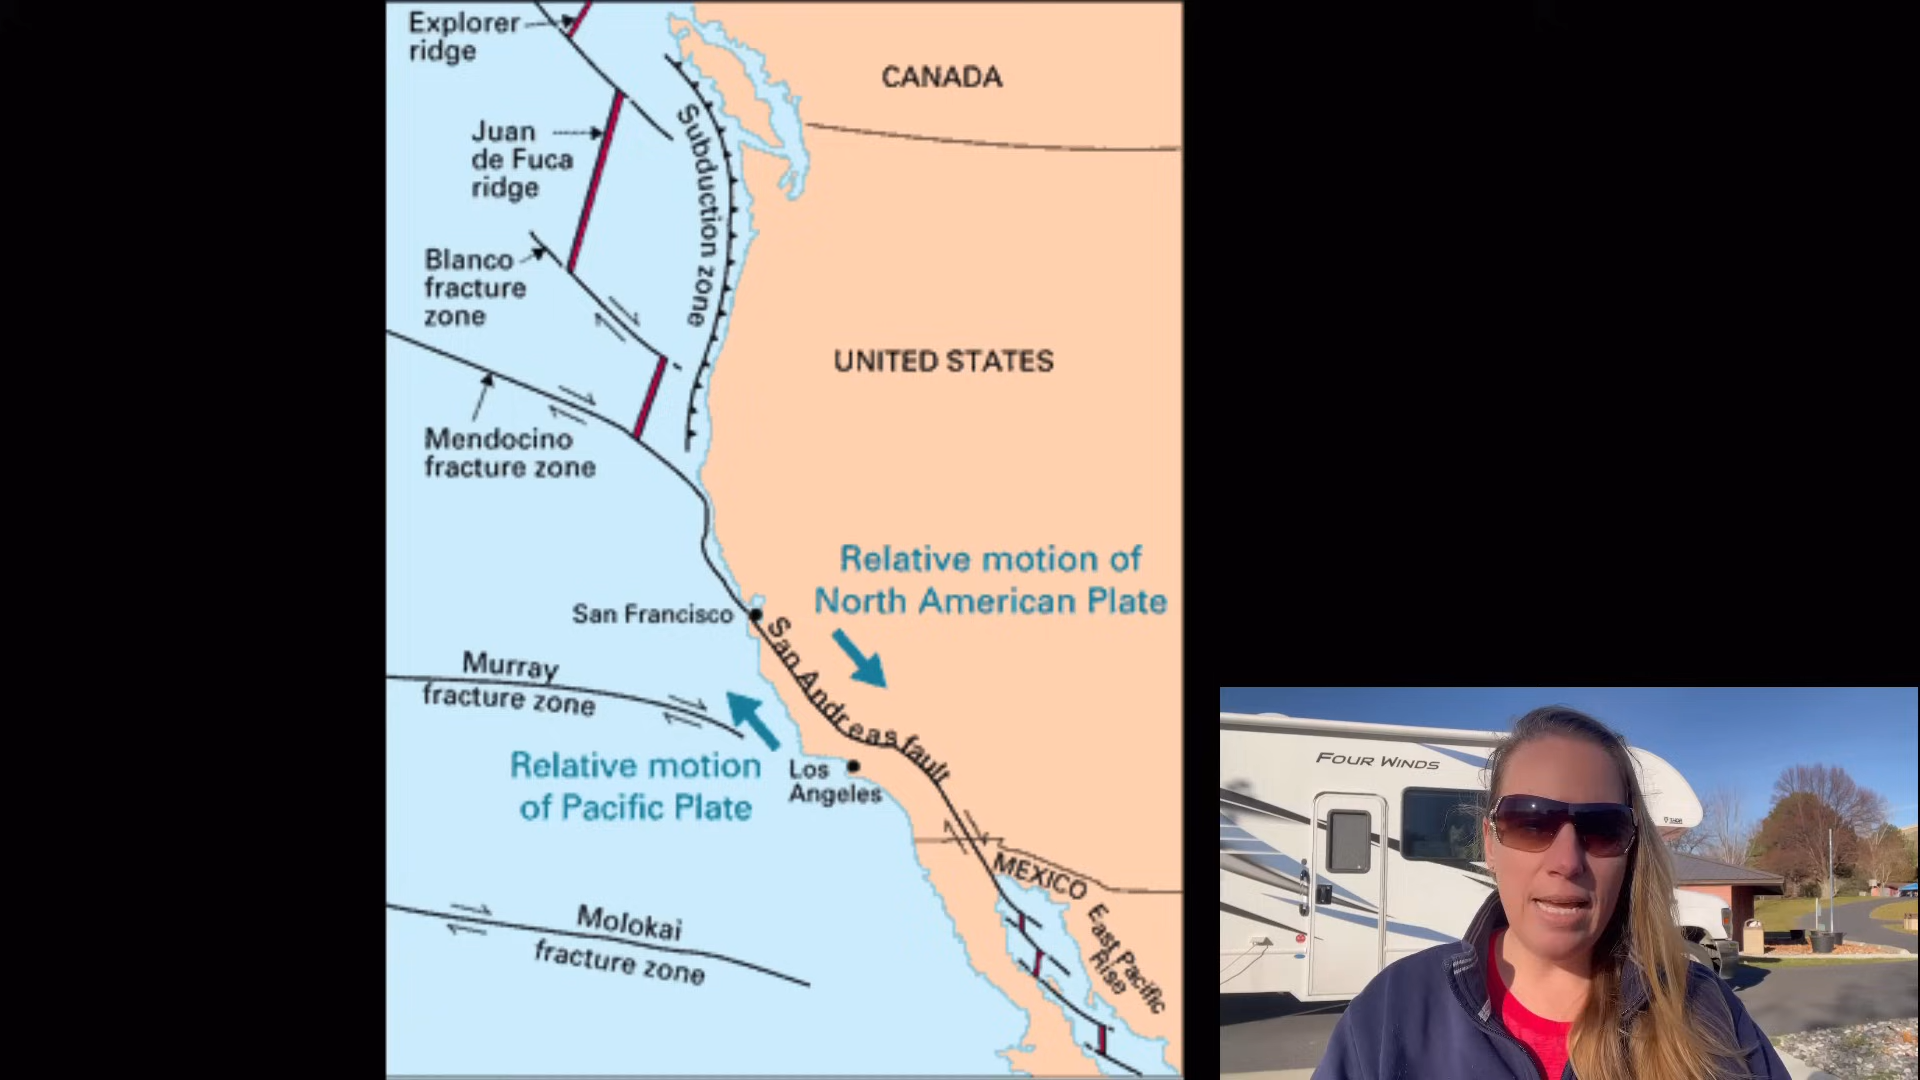 Explorer
ridge
CANADA
Juan
de Fuca
ridge
Subduction zone
Blanco
fracture
zone
UNITED STATES
Mendocino
fracture zone
Relative motion of
North American Plate
San Francisco
San Andreas fault
Murray
fracture zone
Relative motion
of Pacific Plate
Los
Angeles
MEXICO
East Pacific
Rise
Molokai
fracture zone
FOUR WINDS